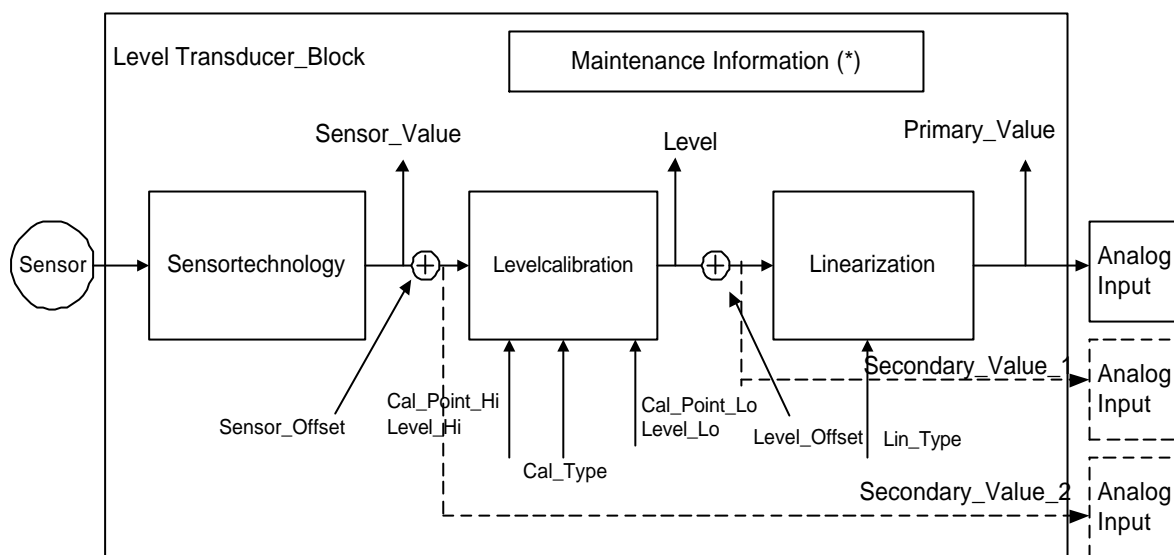 Level Transducer_Block
Maintenance Information (*)
Sensor_Value
Level
Primary_Value
Sensor
Sensortechnology
Levelcalibration
Linearization
Analog
Input
Secondary_Value_1
Analog
Input
Sensor_Offset
Cal_Point_Hi
Level_Hi
Cal_Type
Cal_Point_Lo
Level_Lo
Level_Offset
Lin_Type
Secondary_Value_2
Analog
Input